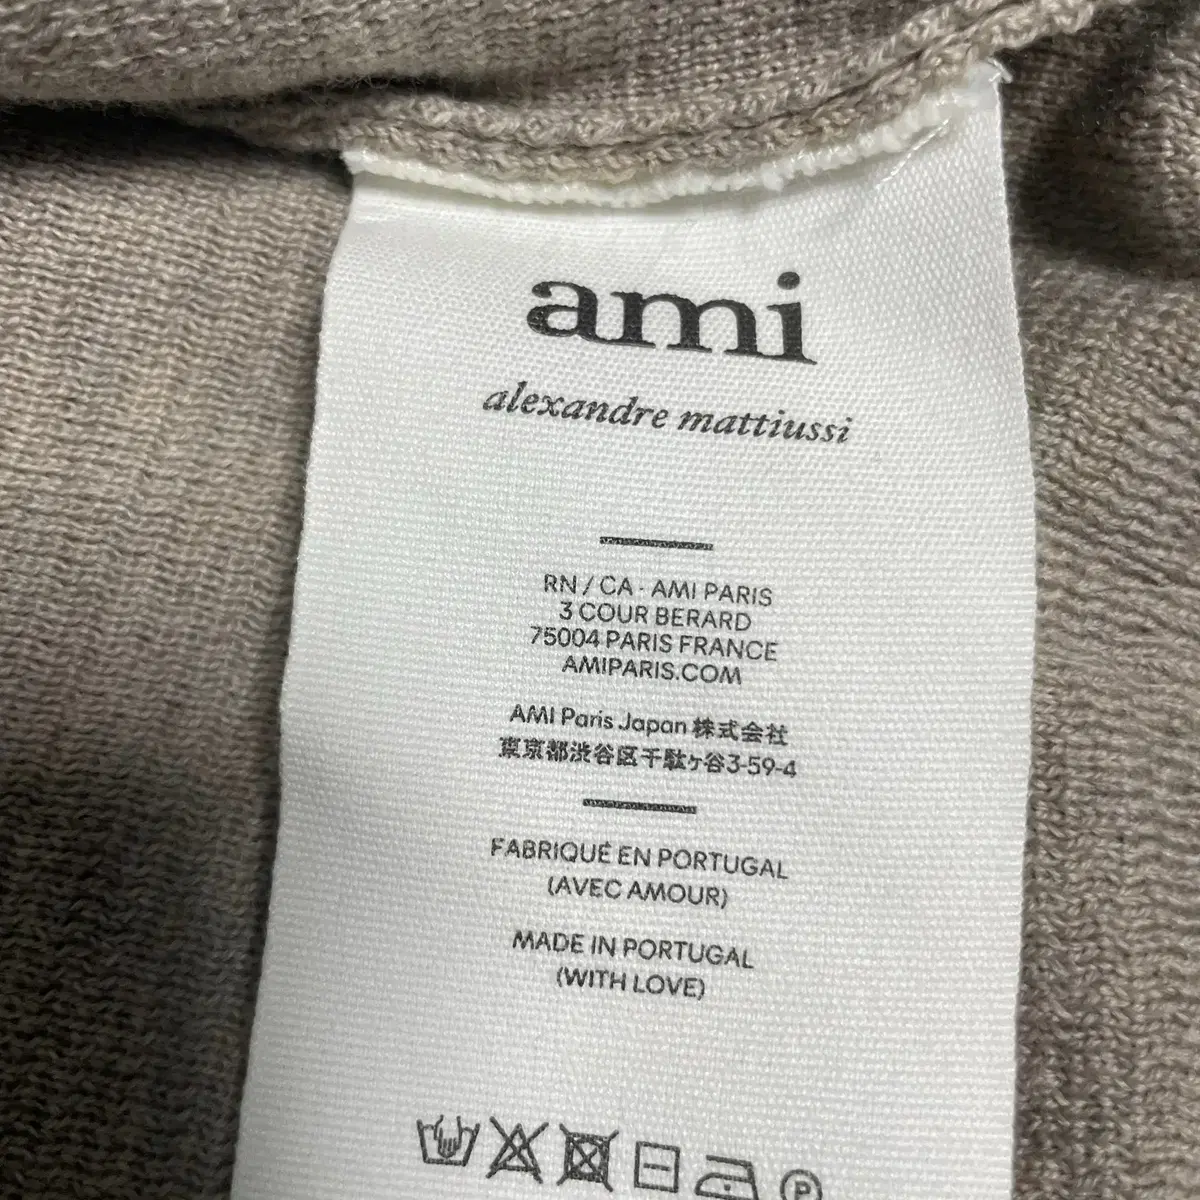 ami
alexandre mattiussi
RN / CA - AMI PARIS
3 COUR BERARD
75004 PARIS FRANCE
AMIPARIS.COM
AMI Paris Japan 株式会社
東京都渋谷区千駄ヶ谷3-59-4
FABRIQUÉ EN PORTUGAL
(AVEC AMOUR)
MADE IN PORTUGAL
(WITH LOVE)
P